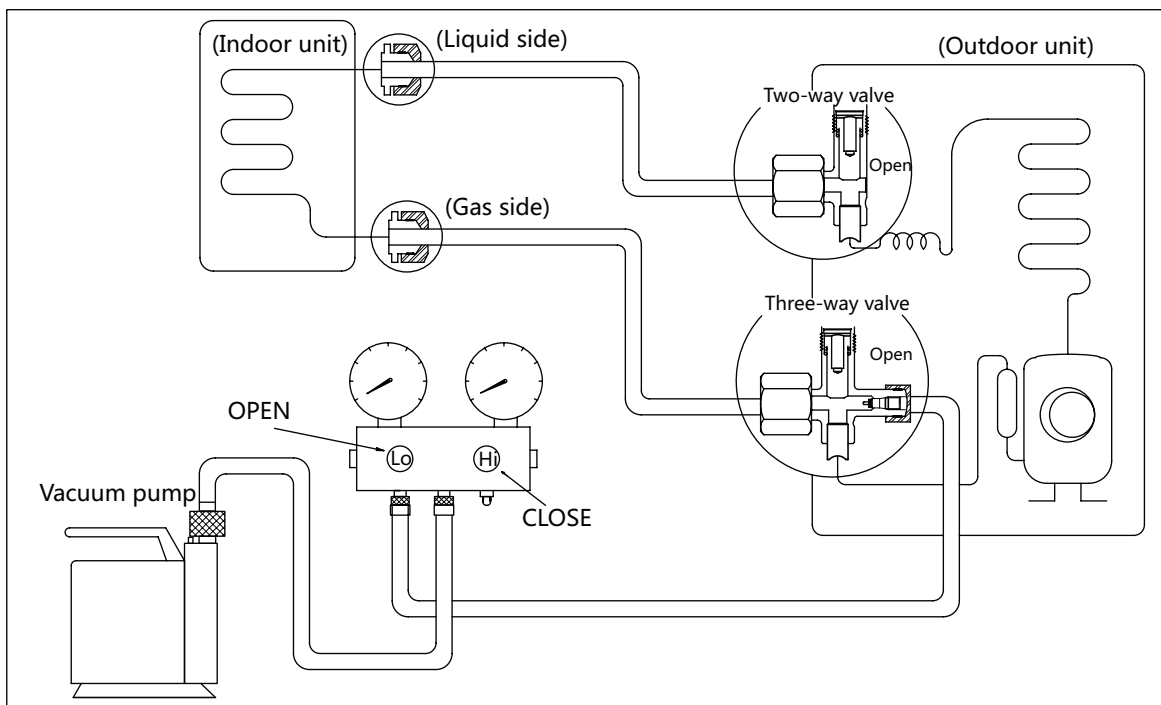 (Indoor unit)
(Liquid side)
(Outdoor unit)
Two-way valve
Open
(Gas side)
Three-way valve
Open
OPEN
Lo
Hi
Vacuum pump
CLOSE